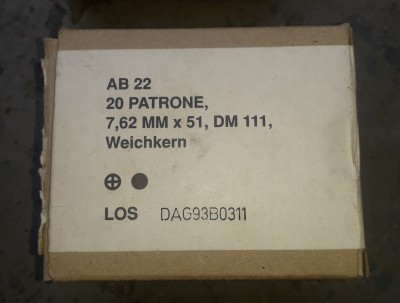 AB 22
20 PATRONE,
7,62 MM x 51, DM 111,
Weichkern
LOS DAG93B0311